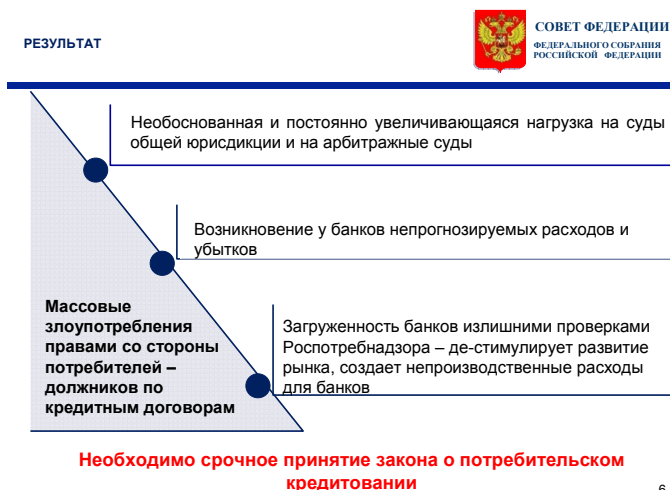 РЕЗУЛЬТАТ
СОВЕТ ФЕДЕРАЦИИ
ФЕДЕРАЛЬНОГО СОБРАНИЯ
РОССИЙСКОЙ ФЕДЕРАЦИИ
Необоснованная и постоянно увеличивающаяся нагрузка на суды
общей юрисдикции и на арбитражные суды
Возникновение у банков непрогнозируемых расходов и
убытков
Массовые
злоупотребления
правами со стороны
потребителей –
должников по
кредитным договорам
Загруженность банков излишними проверками
Роспотребнадзора – де-стимулирует развитие
рынка, создает непроизводственные расходы
для банков
Необходимо срочное принятие закона о потребительском
кредитовании
6